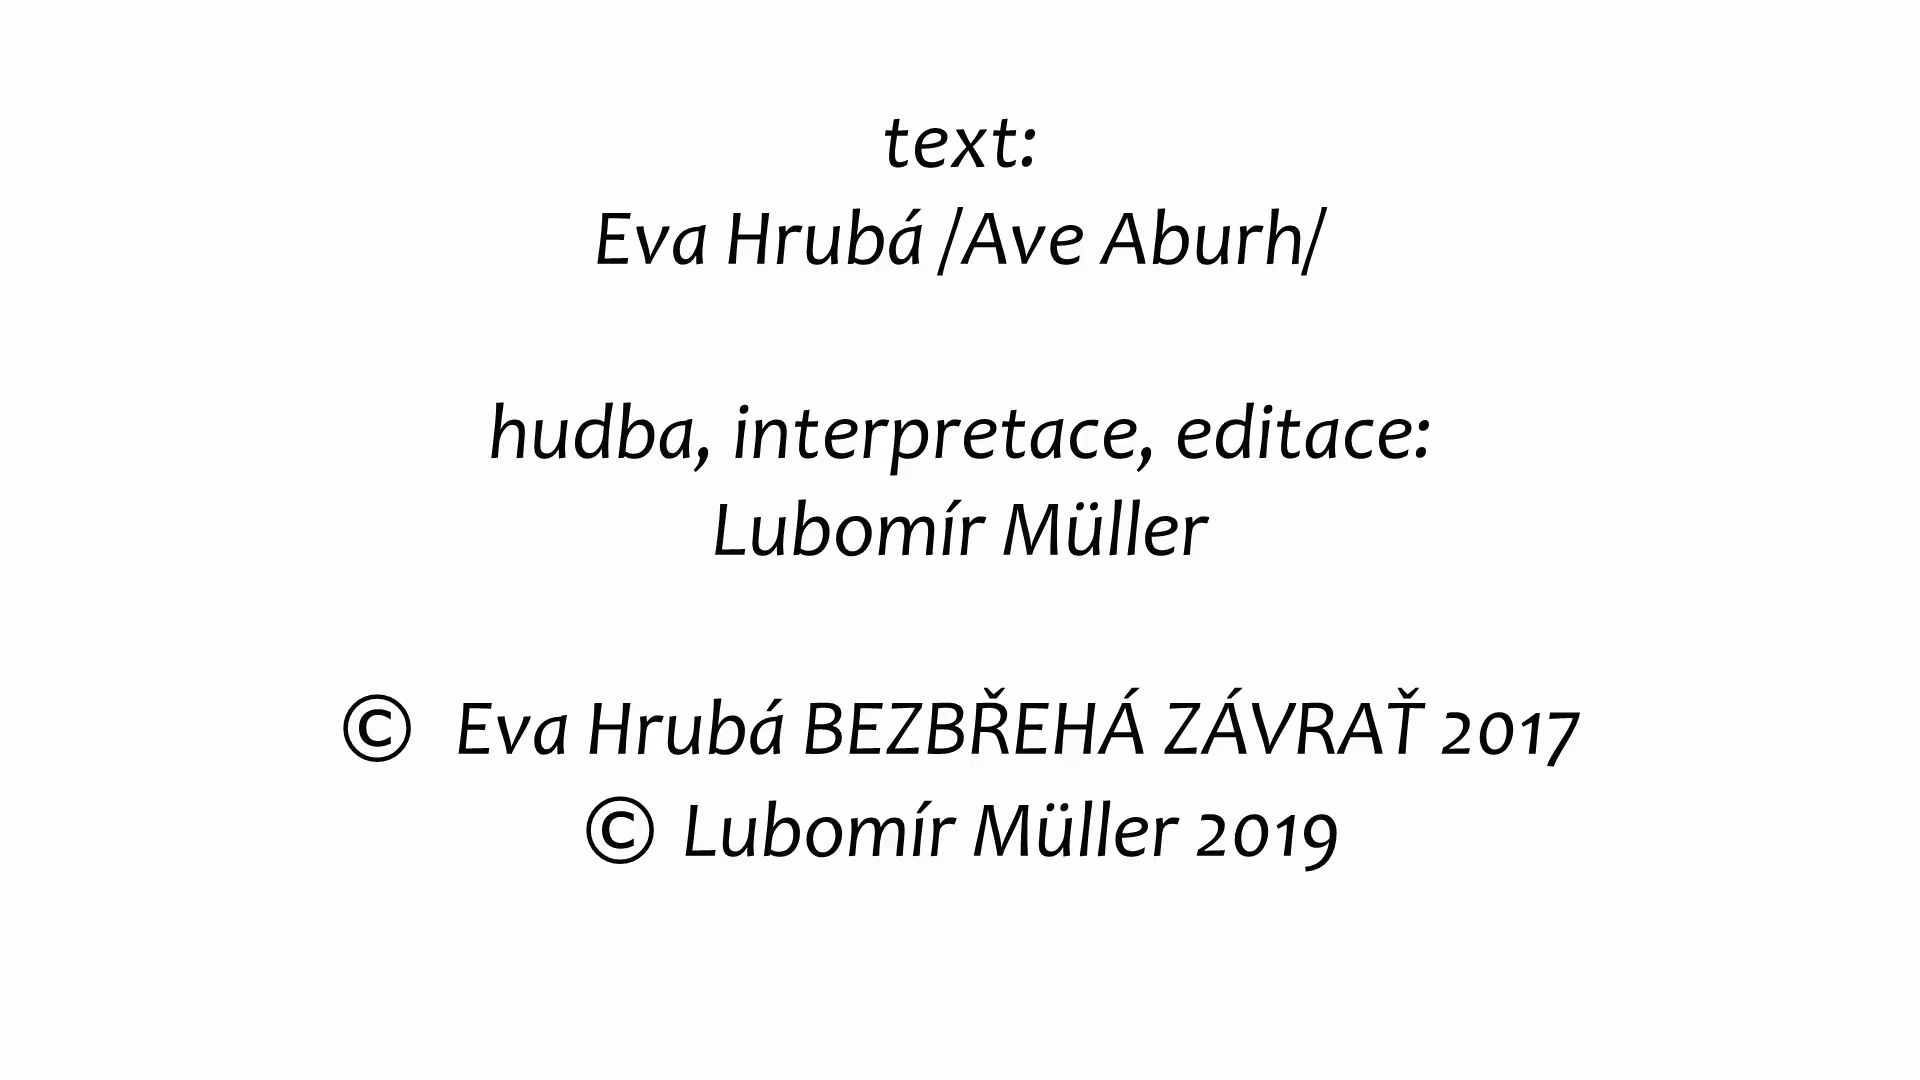 text:
Eva Hrubá /Ave Aburh/
hudba, interpretace, editace:
Lubomír Müller
© Eva Hrubá BEZBŘEHÁ ZÁVRAŤ 2017
© Lubomír Müller 2019